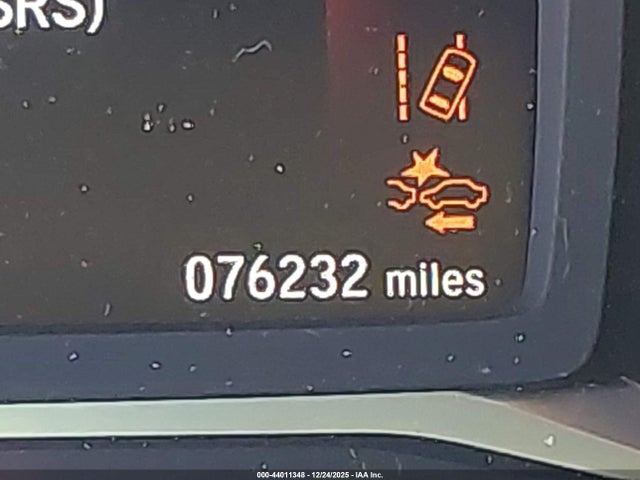 SRS)
076232 miles
000-44011348 - 12/24/2025 - IAA Inc.